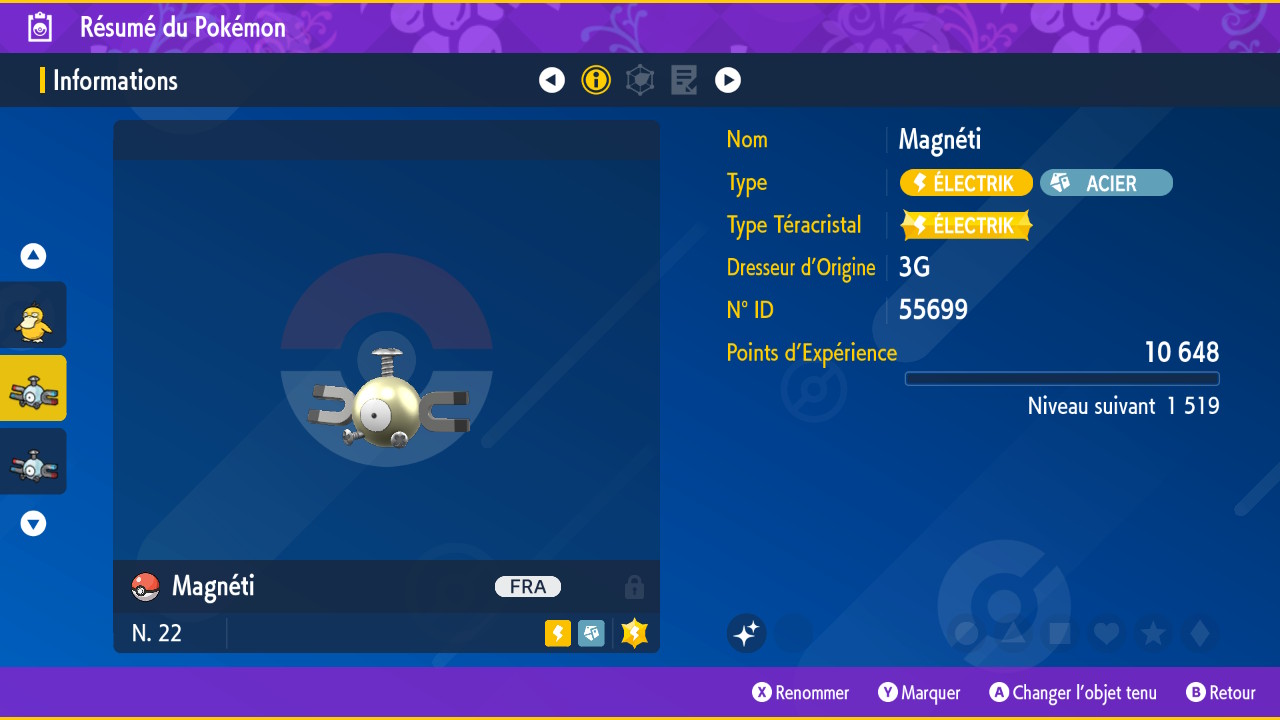 Résumé du Pokémon
Informations
Nom Magnéti
Type ÉLECTRIK ACIER
Type Téracristal ÉLECTRIK
Dresseur d'Origine 3G
N° ID 55699
Points d'Expérience 10 648
Niveau suivant 1 519
Magnéti FRA
N. 22
X Renommer Y Marquer A Changer l'objet tenu B Retour